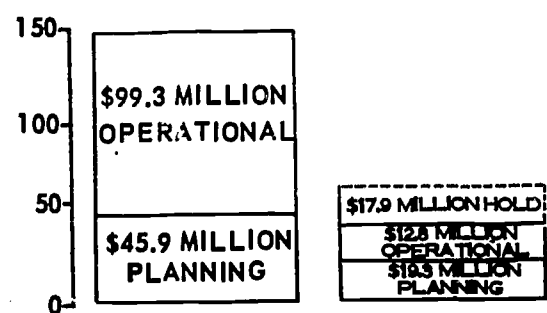 150
100
50
0
$99.3 MILLION
OPERATIONAL
$45.9 MILLION
PLANNING
$17.9 MILLION HOLD
$12.8 MILLION
OPERATIONAL
$19.3 MILLION
PLANNING